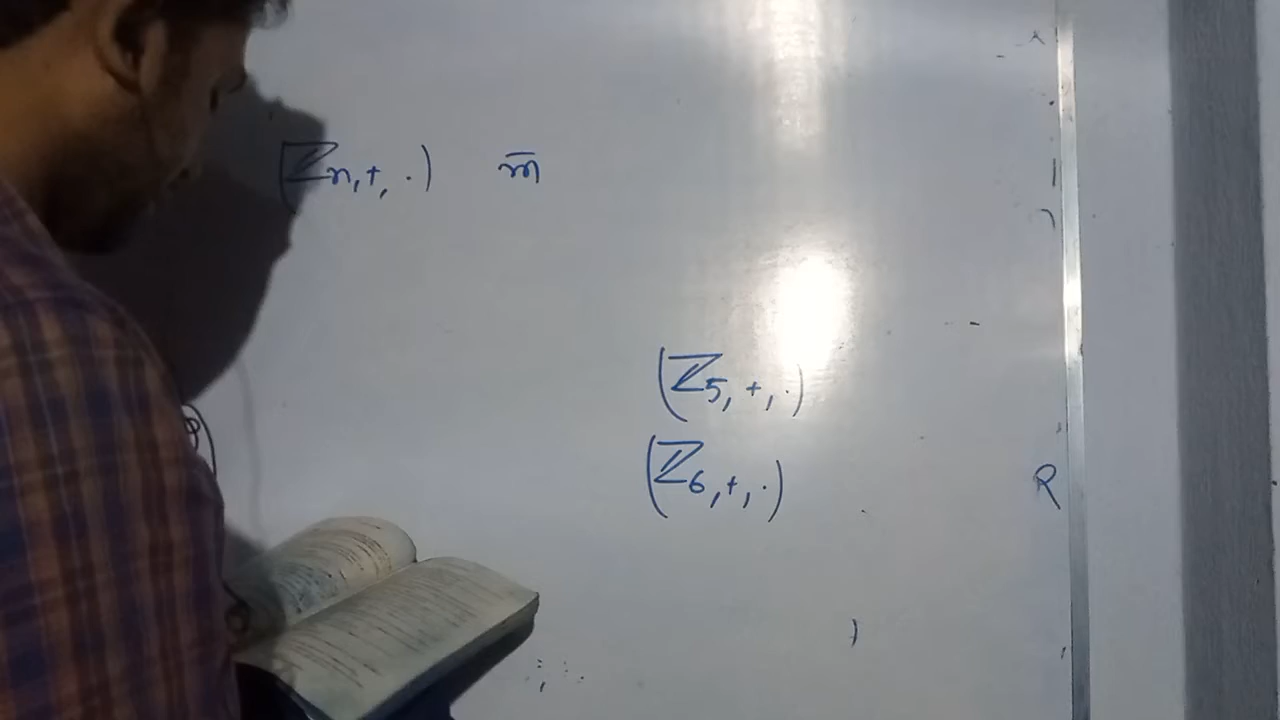 (ℤn, +, ·) m̄
(ℤ5, +, ·)
(ℤ6, +, ·)
R